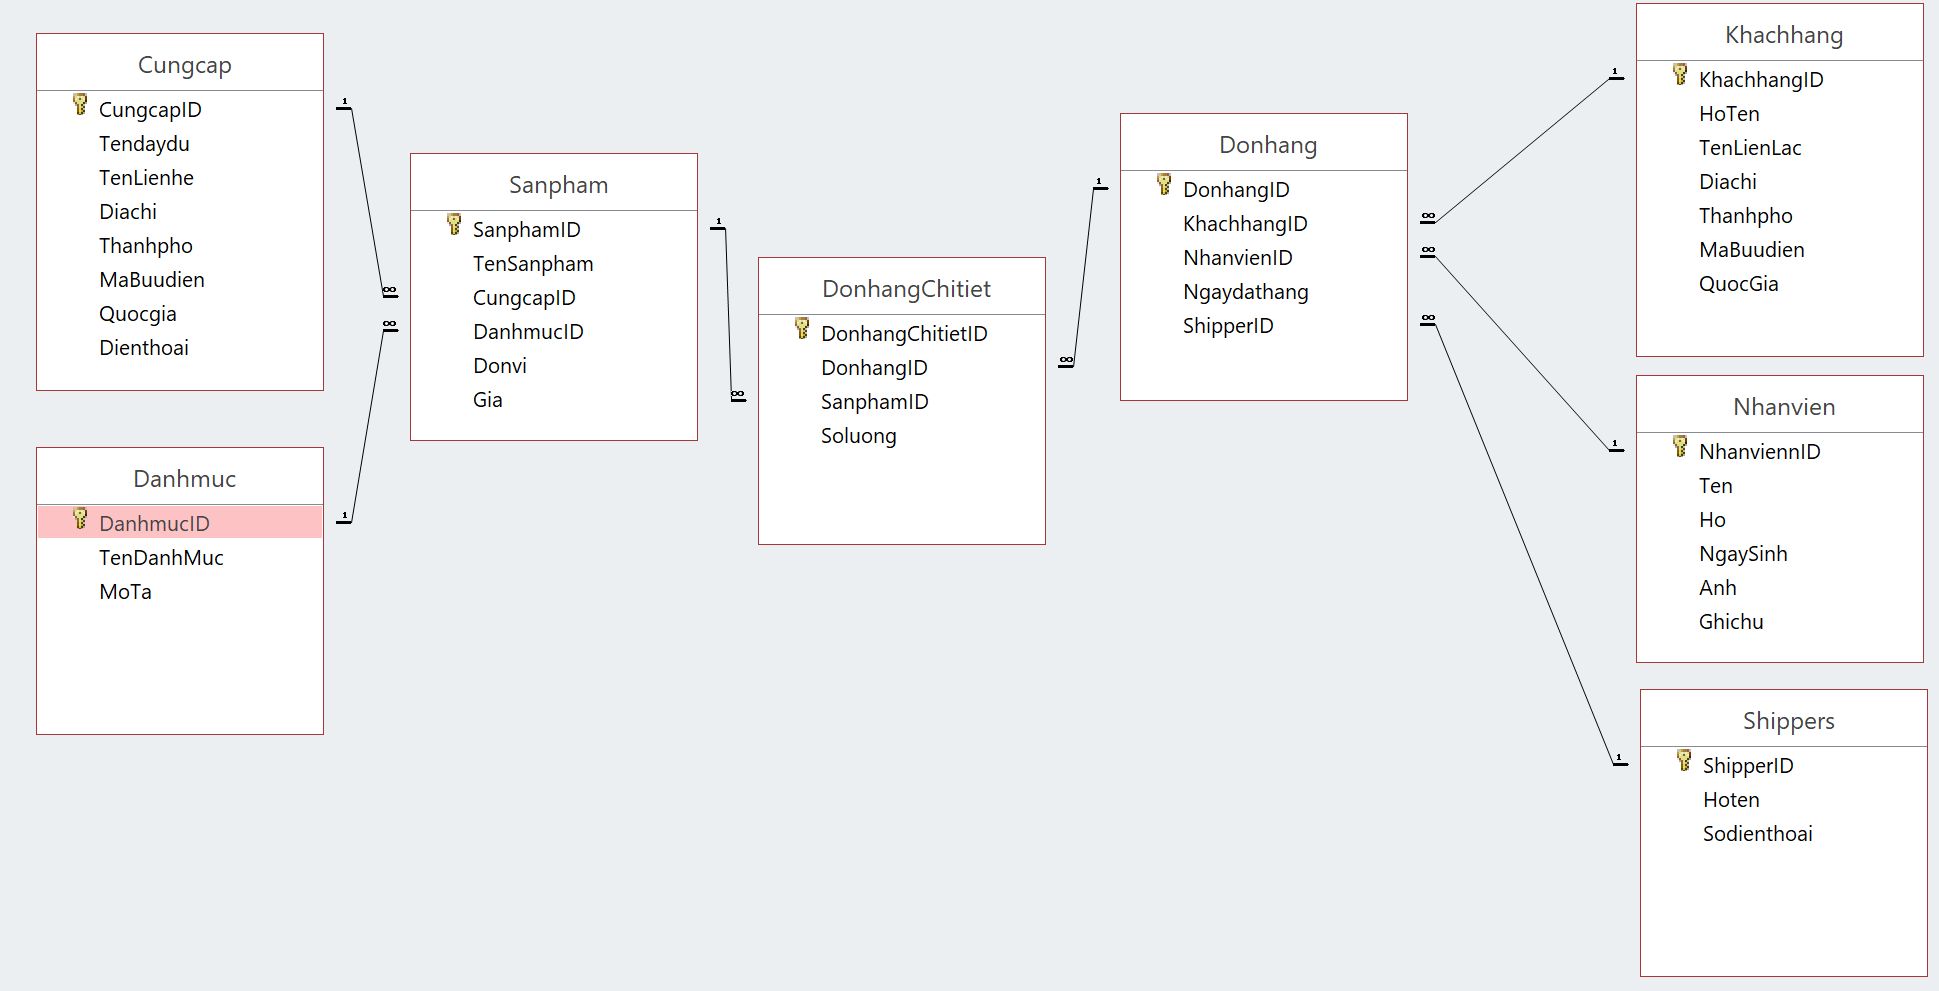 Cungcap
CungcapID
Tendaydu
TenLienhe
Diachi
Thanhpho
MaBuudien
Quocgia
Dienthoai
Danhmuc
DanhmucID
TenDanhMuc
MoTa
Sanpham
SanphamID
TenSanpham
CungcapID
DanhmucID
Donvi
Gia
DonhangChitiet
DonhangChitietID
DonhangID
SanphamID
Soluong
Donhang
DonhangID
KhachhangID
NhanvienID
Ngaydathang
ShipperID
Khachhang
KhachhangID
HoTen
TenLienLac
Diachi
Thanhpho
MaBuudien
QuocGia
Nhanvien
NhanviennID
Ten
Ho
NgaySinh
Anh
Ghichu
Shippers
ShipperID
Hoten
Sodienthoai
1
∞
∞
1
1
∞
1
∞
1
∞
∞
1
∞
1